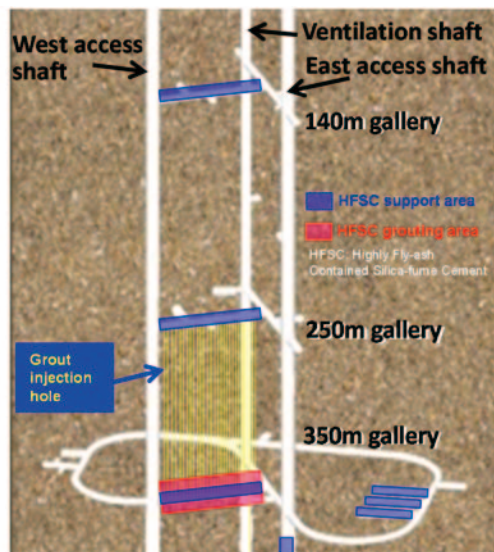 West access
shaft
Ventilation shaft
East access shaft
140m gallery
HFSC support area
HFSC grouting area
HFSC: Highly Fly-ash
Contained Silica-fume Cement
250m gallery
Grout
injection
hole
350m gallery